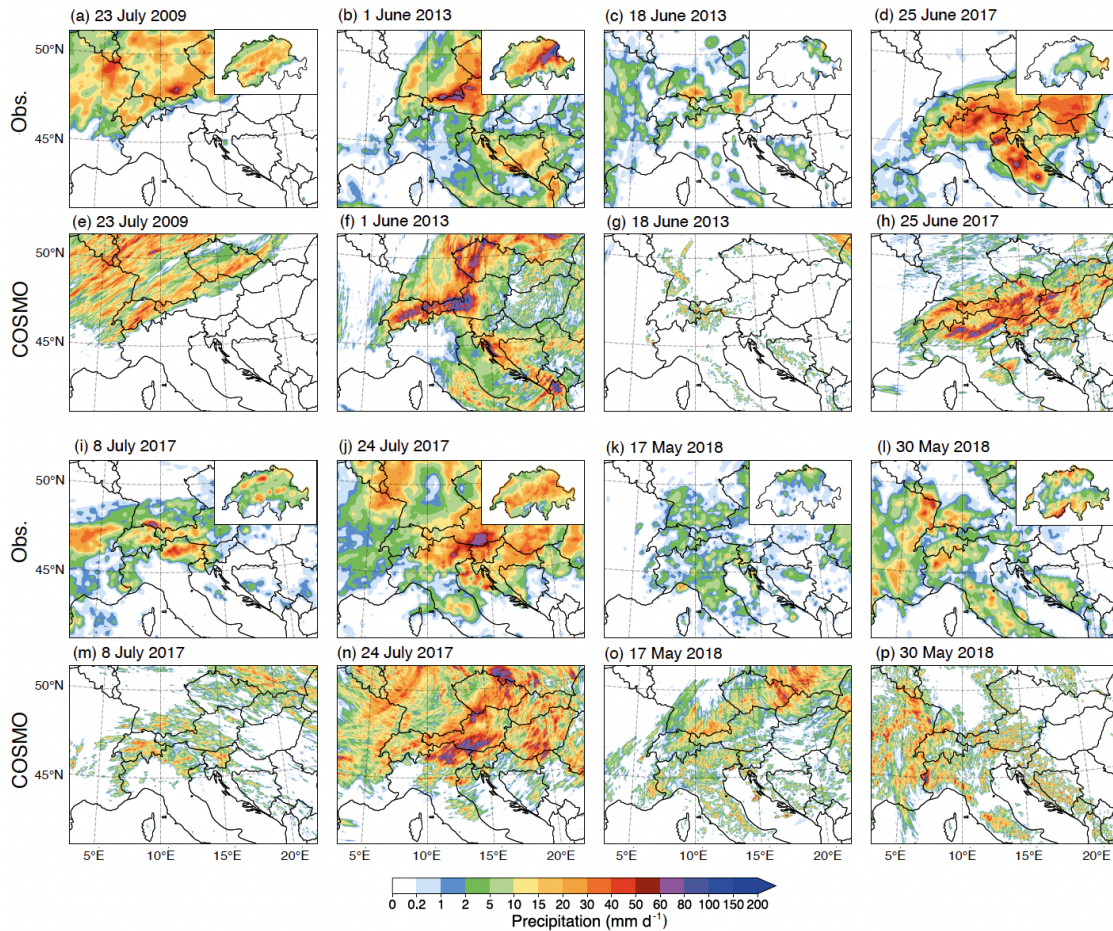 (a) 23 July 2009 (b) 1 June 2013 (c) 18 June 2013 (d) 25 June 2017
50°N
Obs.
45°N
(e) 23 July 2009 (f) 1 June 2013 (g) 18 June 2013 (h) 25 June 2017
50°N
COSMO
45°N
(i) 8 July 2017 (j) 24 July 2017 (k) 17 May 2018 (l) 30 May 2018
50°N
Obs.
45°N
(m) 8 July 2017 (n) 24 July 2017 (o) 17 May 2018 (p) 30 May 2018
50°N
COSMO
45°N
5°E 10°E 15°E 20°E 5°E 10°E 15°E 20°E 5°E 10°E 15°E 20°E 5°E 10°E 15°E 20°E
0 0.2 1 2 5 10 15 20 30 40 50 60 80 100 150 200
Precipitation (mm d⁻¹)